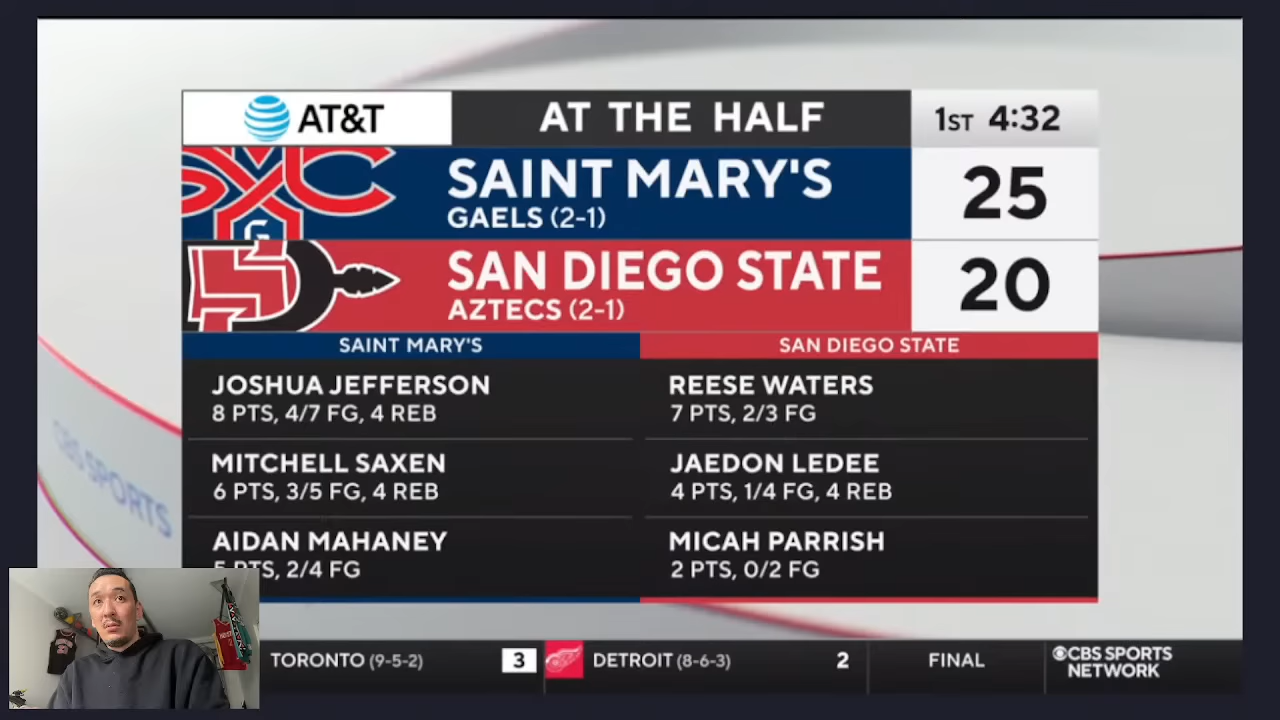 AT&T
AT THE HALF
1ST 4:32
SAINT MARY'S
GAELS (2-1)
25
SAN DIEGO STATE
AZTECS (2-1)
20
SAINT MARY'S
SAN DIEGO STATE
JOSHUA JEFFERSON
8 PTS, 4/7 FG, 4 REB
REESE WATERS
7 PTS, 2/3 FG
MITCHELL SAXEN
6 PTS, 3/5 FG, 4 REB
JAEDON LEDEE
4 PTS, 1/4 FG, 4 REB
AIDAN MAHANEY
5 PTS, 2/4 FG
MICAH PARRISH
2 PTS, 0/2 FG
CBS SPORTS
TORONTO (9-5-2) 3 DETROIT (8-6-3) 2 FINAL
CBS SPORTS
NETWORK